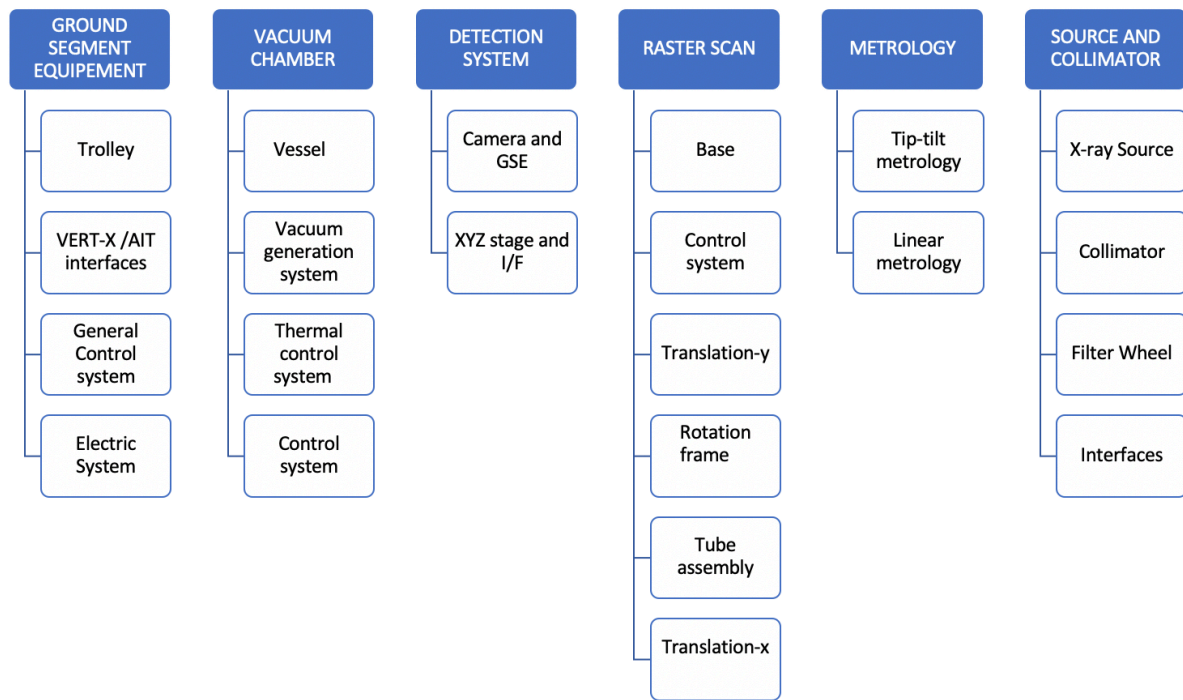 GROUND
SEGMENT
EQUIPEMENT
Trolley
VERT-X /AIT
interfaces
General
Control
system
Electric
System
VACUUM
CHAMBER
Vessel
Vacuum
generation
system
Thermal
control
system
Control
system
DETECTION
SYSTEM
Camera and
GSE
XYZ stage and
I/F
RASTER SCAN
Base
Control
system
Translation-y
Rotation
frame
Tube
assembly
Translation-x
METROLOGY
Tip-tilt
metrology
Linear
metrology
SOURCE AND
COLLIMATOR
X-ray Source
Collimator
Filter Wheel
Interfaces